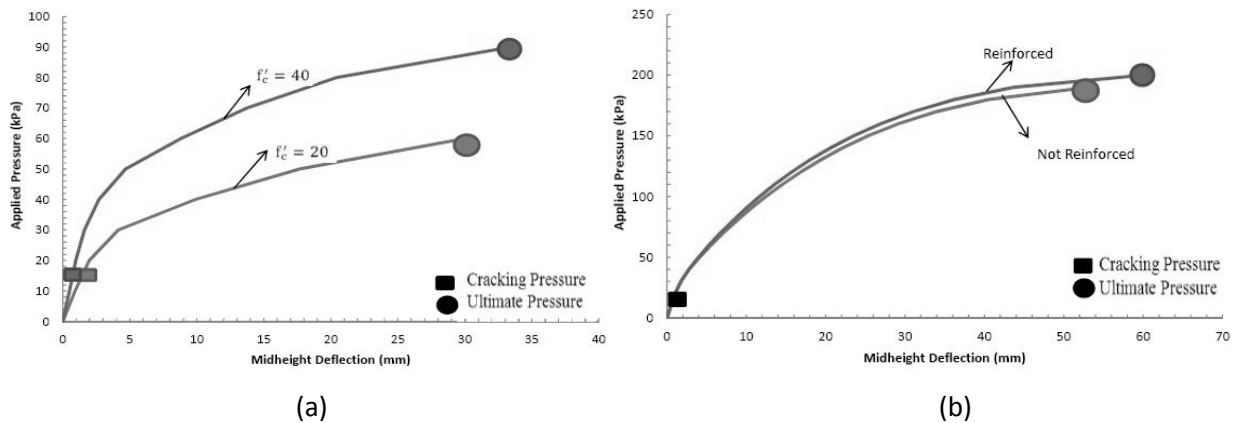 100
90
80
70
60
50
40
30
20
10
0
Applied Pressure (kPa)
f′c = 40
f′c = 20
Cracking Pressure
Ultimate Pressure
0 5 10 15 20 25 30 35 40
Midheight Deflection (mm)
(a)
250
200
150
100
50
0
Applied Pressure (kPa)
Reinforced
Not Reinforced
Cracking Pressure
Ultimate Pressure
0 10 20 30 40 50 60 70
Midheight Deflection (mm)
(b)